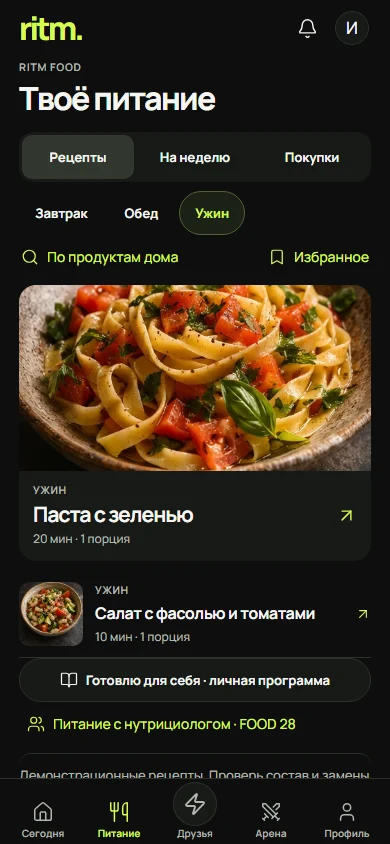 ritm.
И
RITM FOOD
Твоё питание
Рецепты На неделю Покупки
Завтрак Обед Ужин
По продуктам дома Избранное
УЖИН
Паста с зеленью
20 мин · 1 порция
УЖИН
Салат с фасолью и томатами
10 мин · 1 порция
Готовлю для себя · личная программа
Питание с нутрициологом · FOOD 28
Демонстрационные рецепты. Проверь состав и замены
Сегодня Питание Друзья Арена Профиль